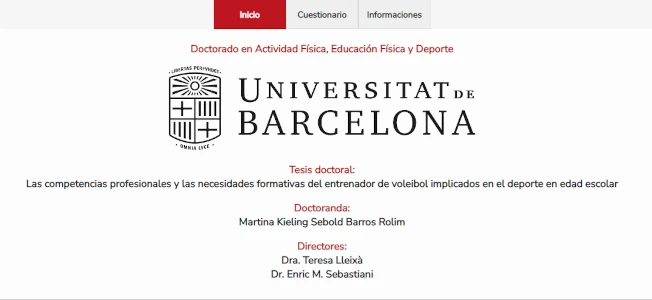 Inicio Cuestionario Informaciones
Doctorado en Actividad Física, Educación Física y Deporte
LIBERTAS PERFUNDET
UNIVERSITAT DE
BARCELONA
OMNIA LUCE
Tesis doctoral:
Las competencias profesionales y las necesidades formativas del entrenador de voleibol implicados en el deporte en edad escolar
Doctoranda:
Martina Kieling Sebold Barros Rolim
Directores:
Dra. Teresa Lleixà
Dr. Enric M. Sebastiani